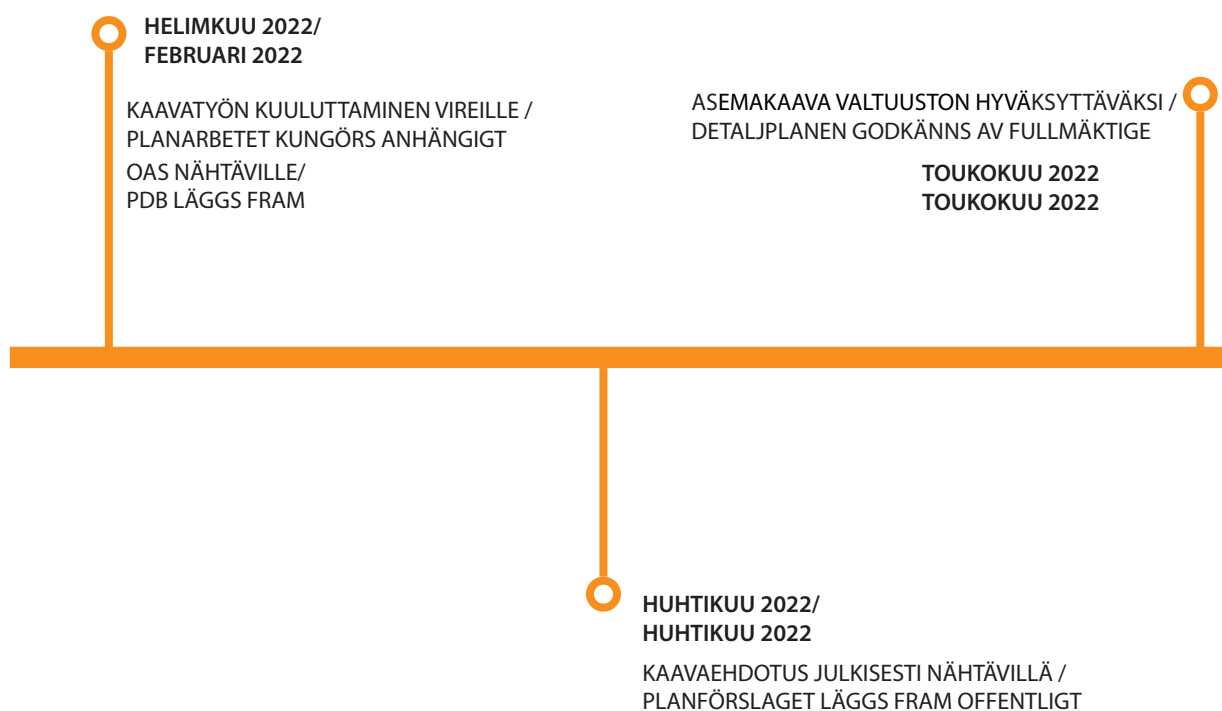 HELIMKUU 2022/
FEBRUARI 2022
KAAVATYÖN KUULUTTAMINEN VIREILLE /
PLANARBETET KUNGÖRS ANHÄNGIGT
OAS NÄHTÄVILLE/
PDB LÄGGS FRAM
ASEMAKAAVA VALTUUSTON HYVÄKSYTTÄVÄKSI /
DETALJPLANEN GODKÄNNS AV FULLMÄKTIGE
TOUKOKUU 2022
TOUKOKUU 2022
HUHTIKUU 2022/
HUHTIKUU 2022
KAAVAEHDOTUS JULKISESTI NÄHTÄVILLÄ /
PLANFÖRSLAGET LÄGGS FRAM OFFENTLIGT